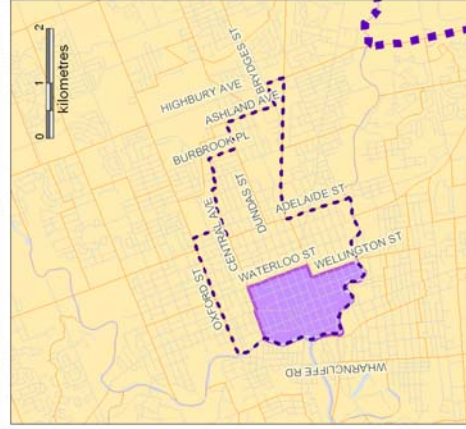 0 1 2
kilometres
BRYDGES ST
HIGHBURY AVE
ASHLAND AVE
BURBROOK PL
DUNDAS ST
CENTRAL AVE
OXFORD ST
ADELAIDE ST
WATERLOO ST
WELLINGTON ST
WHARNCLIFFE RD